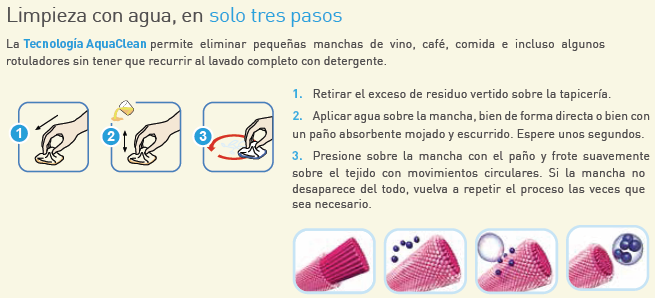 Limpieza con agua, en solo tres pasos
La Tecnología AquaClean permite eliminar pequeñas manchas de vino, café, comida e incluso algunos
rotuladores sin tener que recurrir al lavado completo con detergente.
1
2
3
1. Retirar el exceso de residuo vertido sobre la tapicería.
2. Aplicar agua sobre la mancha, bien de forma directa o bien con
un paño absorbente mojado y escurrido. Espere unos segundos.
3. Presione sobre la mancha con el paño y frote suavemente
sobre el tejido con movimientos circulares. Si la mancha no
desaparece del todo, vuelva a repetir el proceso las veces que
sea necesario.